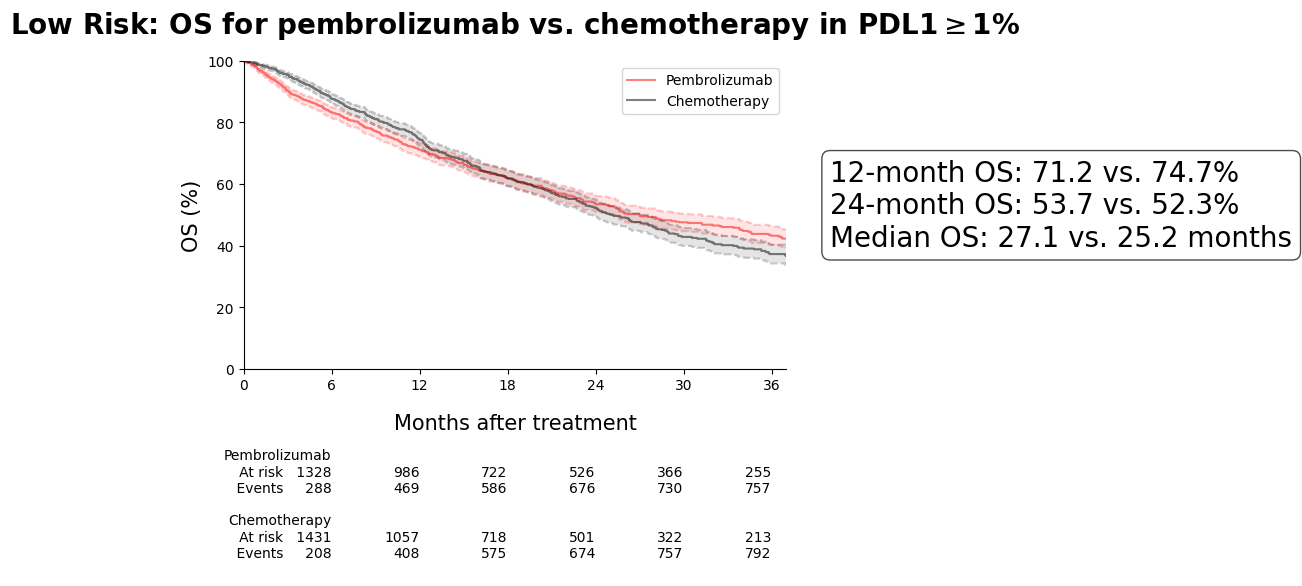 Low Risk: OS for pembrolizumab vs. chemotherapy in PDL1 ≥ 1%
100
80
60
40
20
0
OS (%)
Pembrolizumab
Chemotherapy
0 6 12 18 24 30 36
Months after treatment
12-month OS: 71.2 vs. 74.7%
24-month OS: 53.7 vs. 52.3%
Median OS: 27.1 vs. 25.2 months
Pembrolizumab
At risk 1328 986 722 526 366 255
Events 288 469 586 676 730 757
Chemotherapy
At risk 1431 1057 718 501 322 213
Events 208 408 575 674 757 792